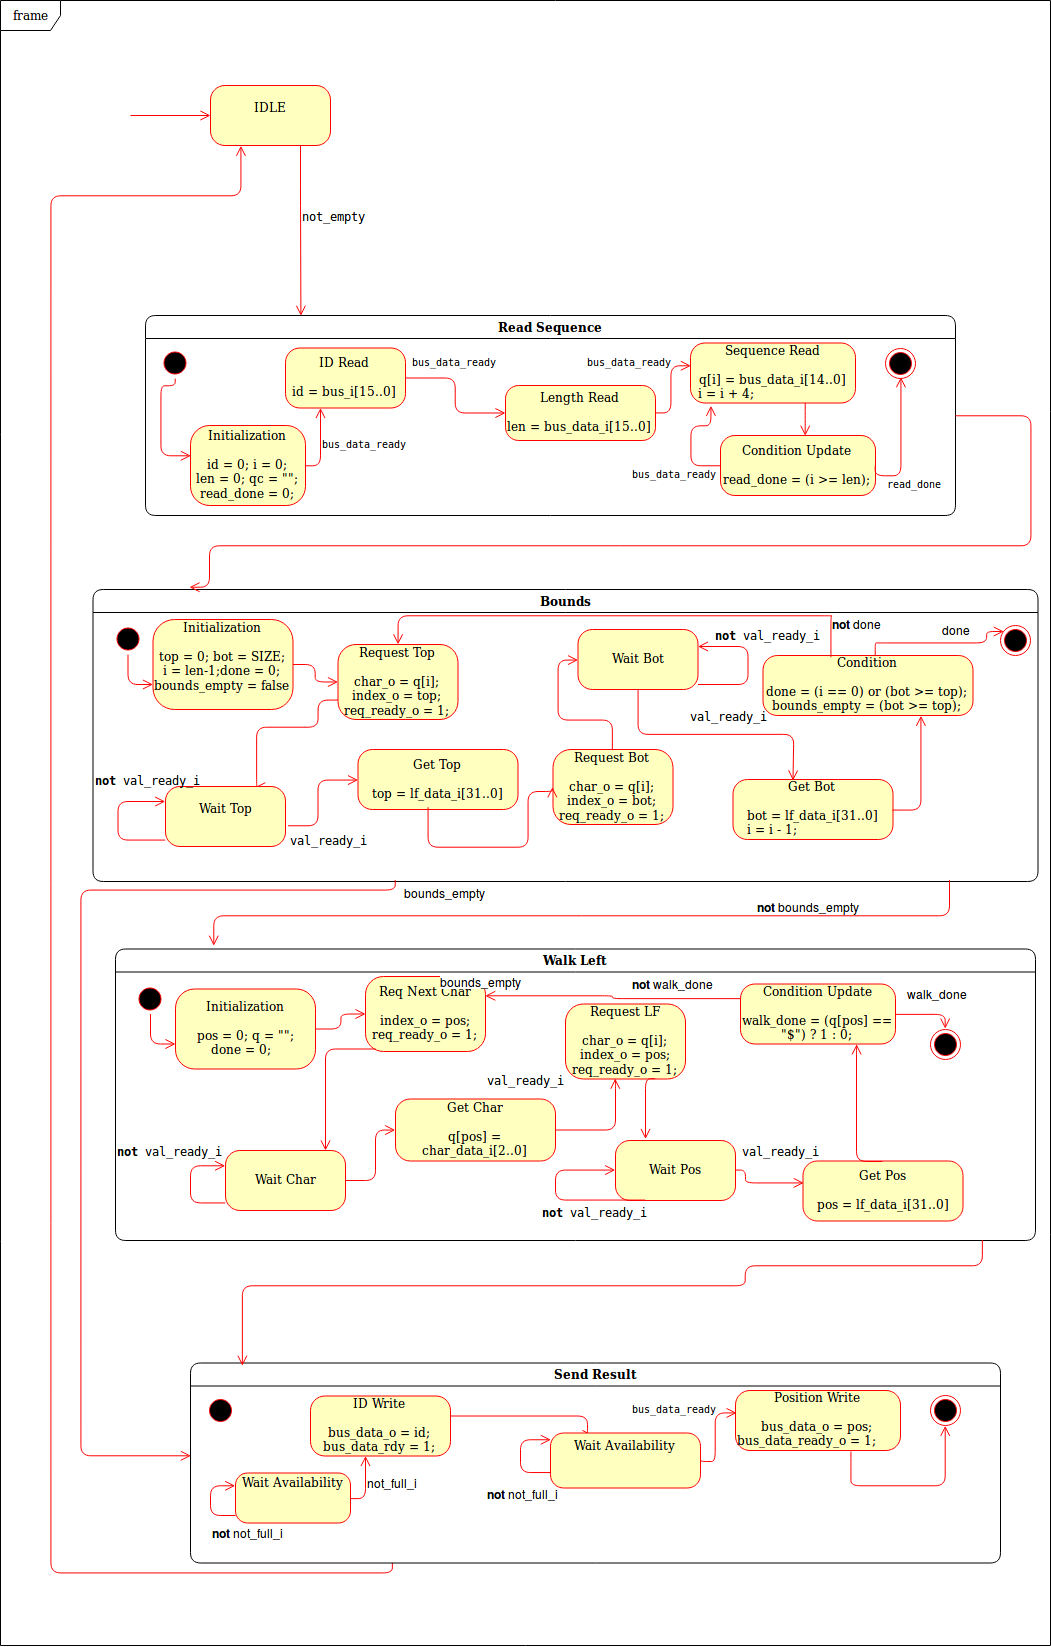 frame
IDLE
not_empty
Read Sequence
ID Read
id = bus_i[15..0]
bus_data_ready
bus_data_ready
Sequence Read
q[i] = bus_data_i[14..0]
i = i + 4;
Length Read
len = bus_data_i[15..0]
Initialization
id = 0; i = 0;
len = 0; qc = "";
read_done = 0;
bus_data_ready
Condition Update
read_done = (i >= len);
bus_data_ready
read_done
Bounds
Initialization
top = 0; bot = SIZE;
i = len-1;done = 0;
bounds_empty = false
Request Top
char_o = q[i];
index_o = top;
req_ready_o = 1;
Wait Bot
not val_ready_i
not done
done
Condition
done = (i == 0) or (bot >= top);
bounds_empty = (bot >= top);
val_ready_i
not val_ready_i
Wait Top
val_ready_i
Get Top
top = lf_data_i[31..0]
Request Bot
char_o = q[i];
index_o = bot;
req_ready_o = 1;
Get Bot
bot = lf_data_i[31..0]
i = i - 1;
bounds_empty
not bounds_empty
Walk Left
Initialization
pos = 0; q = "";
done = 0;
bounds_empty
Req Next Char
index_o = pos;
req_ready_o = 1;
not walk_done
Request LF
char_o = q[i];
index_o = pos;
req_ready_o = 1;
Condition Update
walk_done = (q[pos] ==
"$") ? 1 : 0;
walk_done
val_ready_i
Get Char
q[pos] =
char_data_i[2..0]
not val_ready_i
Wait Char
Wait Pos
not val_ready_i
val_ready_i
Get Pos
pos = lf_data_i[31..0]
Send Result
ID Write
bus_data_o = id;
bus_data_rdy = 1;
bus_data_ready
Position Write
bus_data_o = pos;
bus_data_ready_o = 1;
Wait Availability
not not_full_i
Wait Availability
not_full_i
not not_full_i